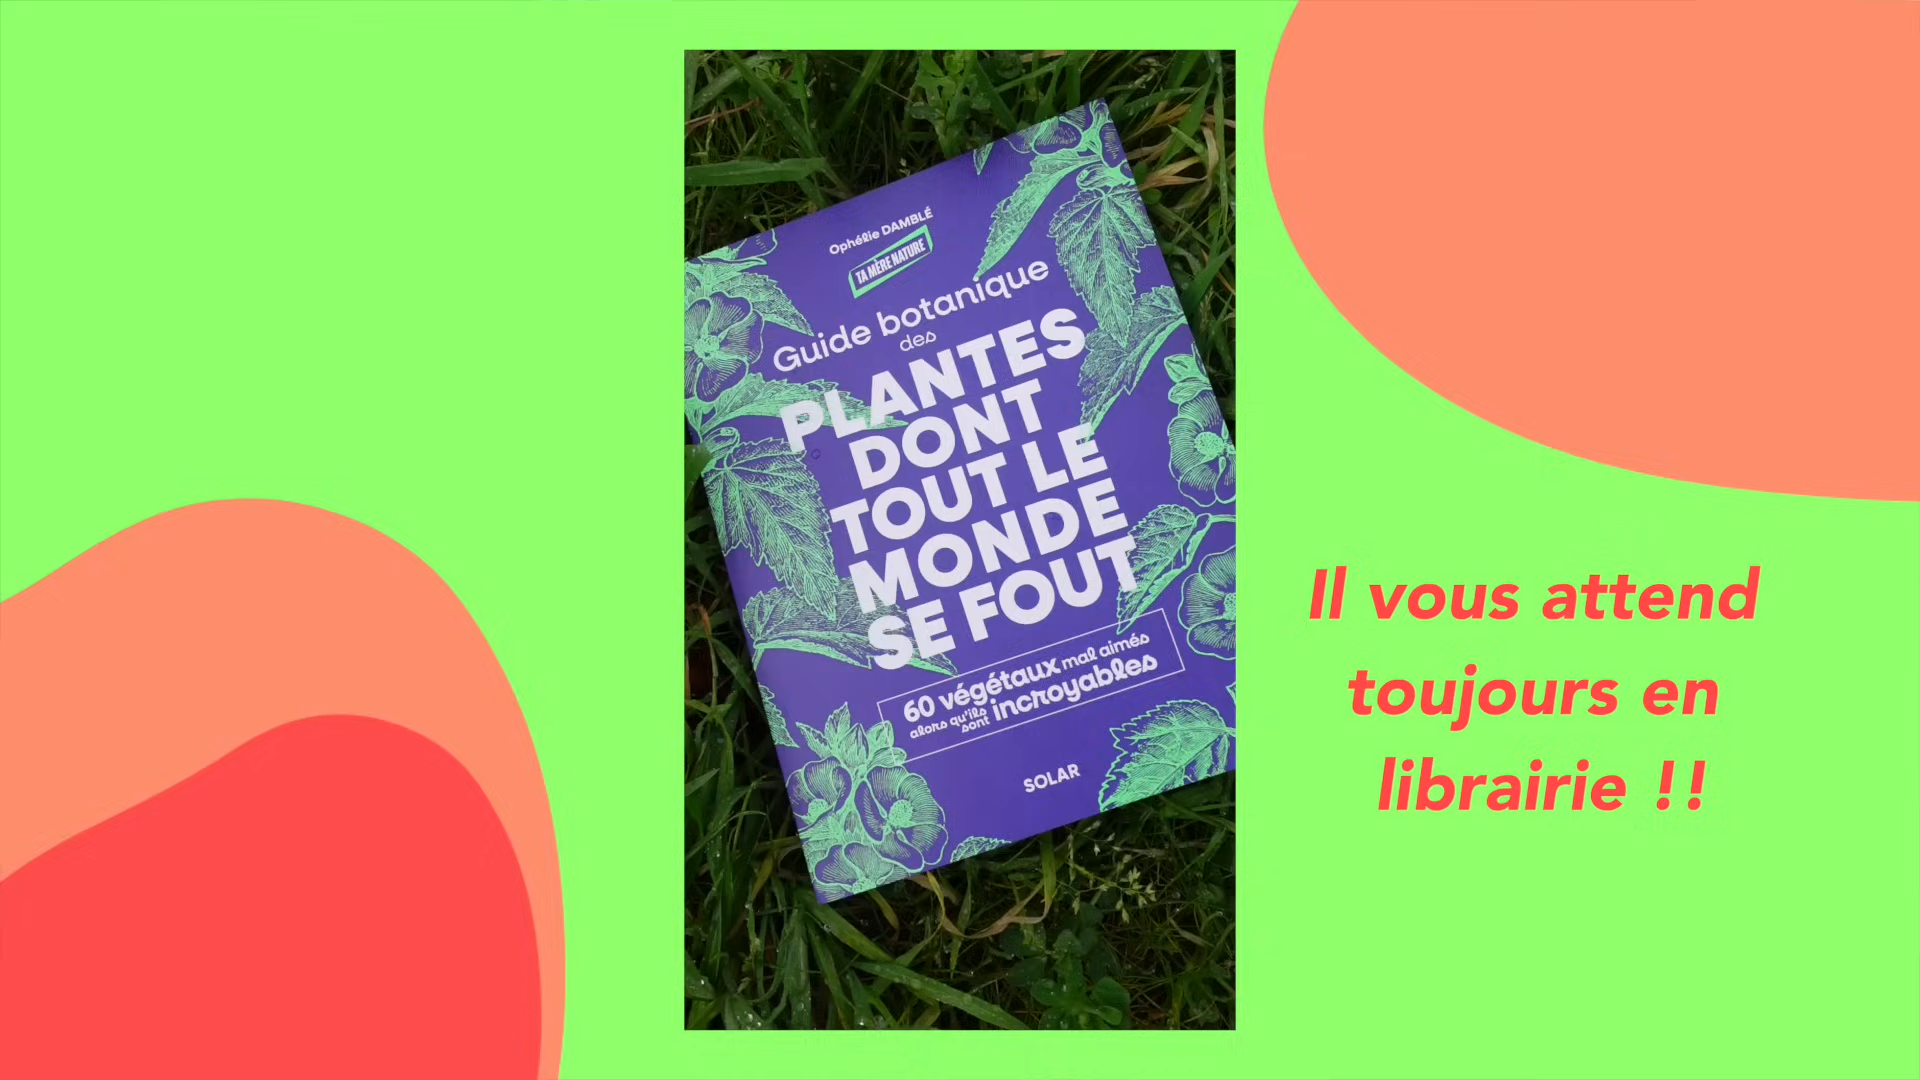 Ophélie DAMBLÉ
TA MÈRE NATURE
Guide botanique
des
PLANTES
DONT
TOUT LE
MONDE
SE FOUT
60 végétaux mal aimés
alors qu'ils
sont incroyables
SOLAR
Il vous attend
toujours en
librairie !!